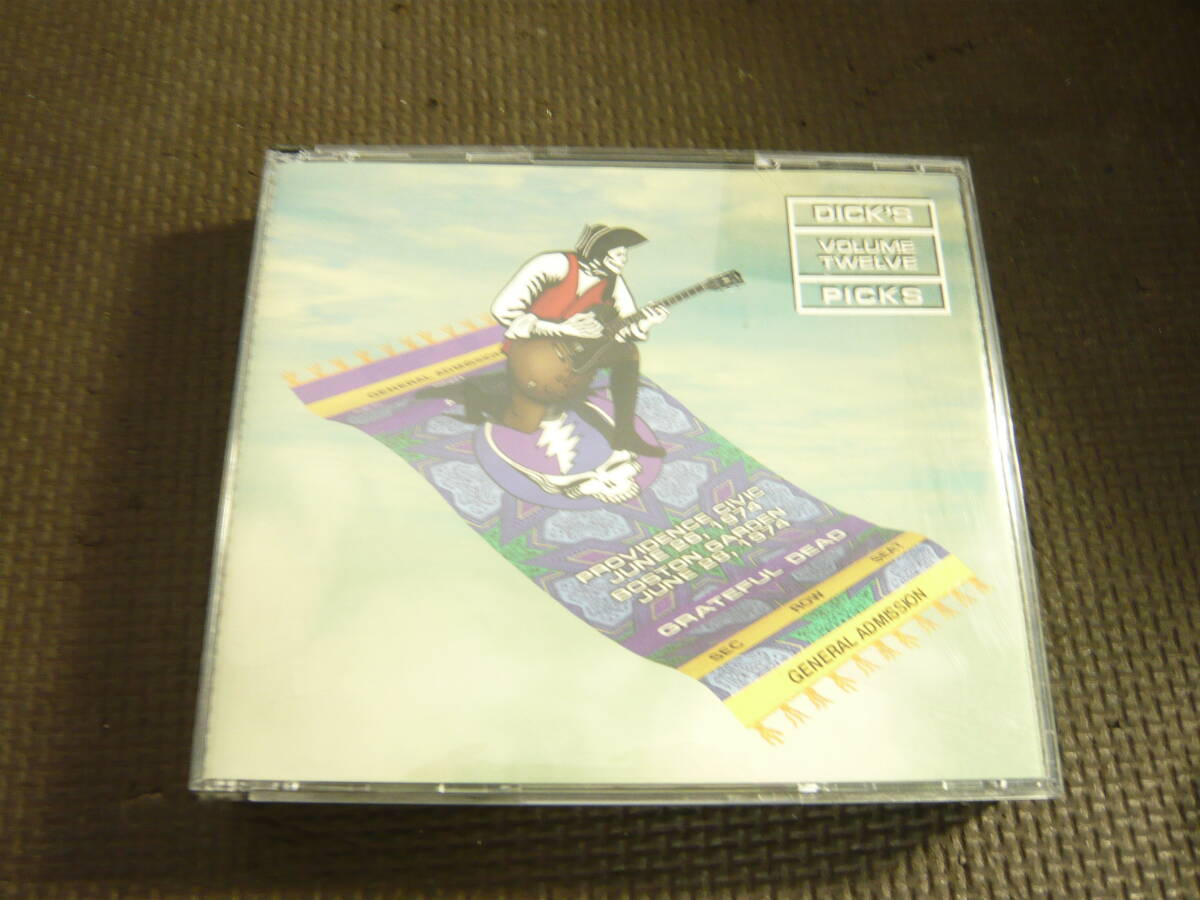 DICK'S
VOLUME
TWELVE
PICKS
GENERAL ADMISSION
PROVIDENCE CIVIC
JUNE 26, 1974
BOSTON GARDEN
JUNE 28, 1974
GRATEFUL DEAD
SEC ROW SEAT
GENERAL ADMISSION